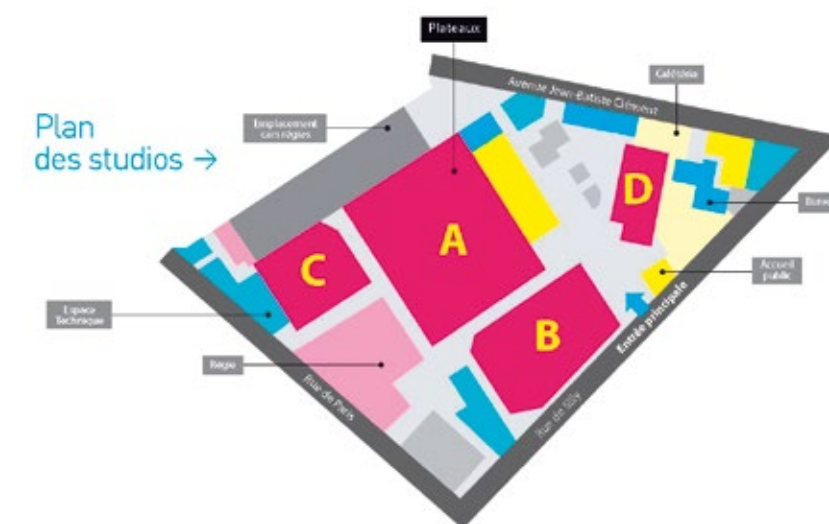 Plateaux
Avenue Jean-Batiste Clément
Cafétéria
Plan
des studios →
Emplacement
cars régies
D
A
C
Accueil
public
Espace
Technique
B
Entrée principale
Régie
Rue de Paris
Rue de Silly